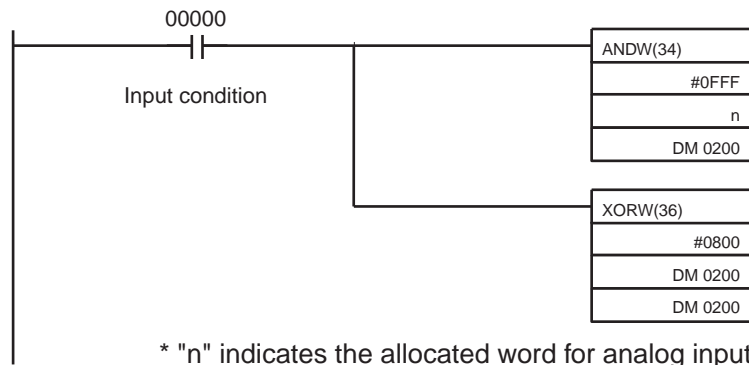 00000
Input condition
ANDW(34)
#0FFF
n
DM 0200
XORW(36)
#0800
DM 0200
DM 0200
* "n" indicates the allocated word for analog input